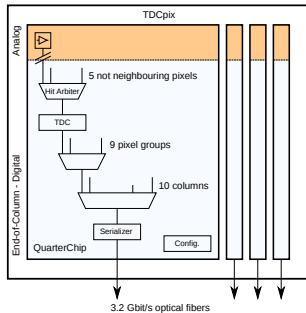 TDCpix
Analog
5 not neighbouring pixels
Hit Arbiter
TDC
9 pixel groups
End-of-Column - Digital
10 columns
Serializer
QuarterChip
Config.
3.2 Gbit/s optical fibers